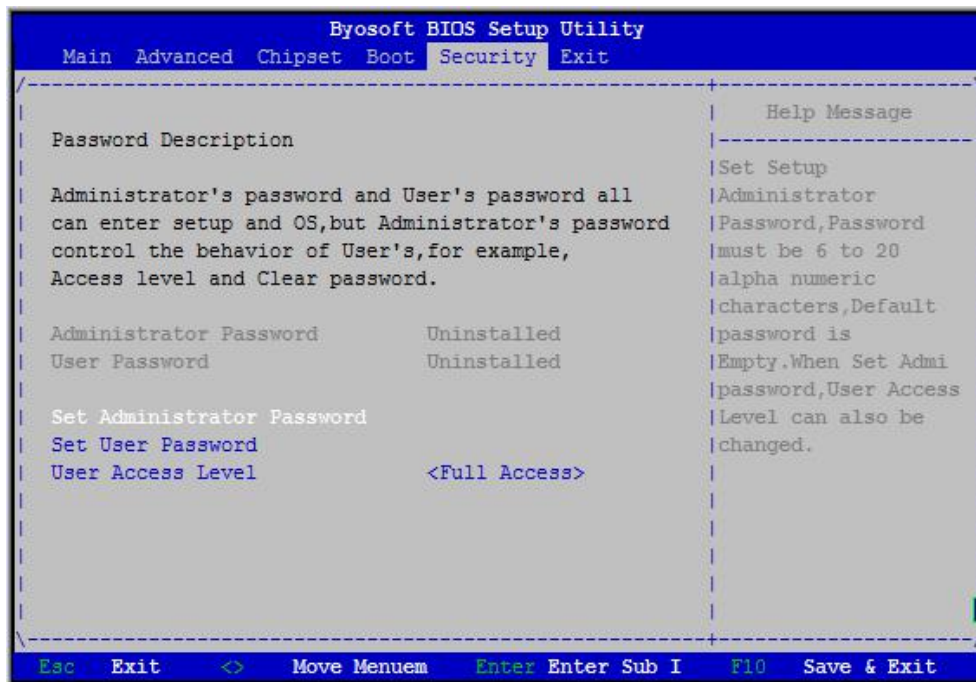 Byosoft BIOS Setup Utility
Main Advanced Chipset Boot Security Exit
Password Description
Administrator's password and User's password all
can enter setup and OS,but Administrator's password
control the behavior of User's,for example,
Access level and Clear password.
Administrator Password Uninstalled
User Password Uninstalled
Set Administrator Password
Set User Password
User Access Level <Full Access>
Help Message
Set Setup
Administrator
Password,Password
must be 6 to 20
alpha numeric
characters,Default
password is
Empty.When Set Admi
password,User Access
Level can also be
changed.
Esc Exit <> Move Menuem Enter Enter Sub I F10 Save & Exit